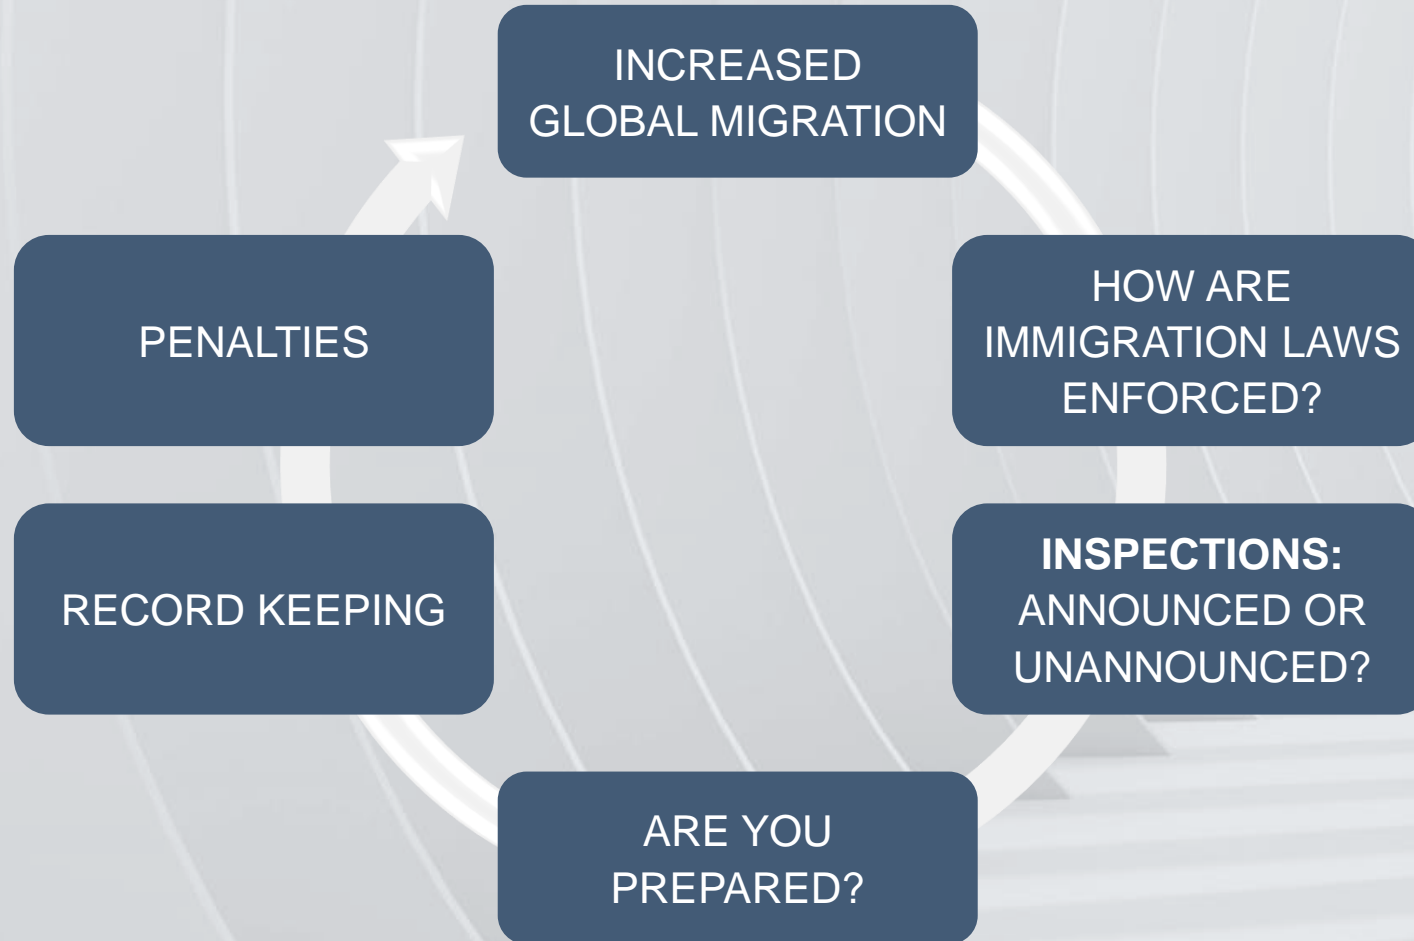 INCREASED
GLOBAL MIGRATION
HOW ARE
IMMIGRATION LAWS
ENFORCED?
INSPECTIONS:
ANNOUNCED OR
UNANNOUNCED?
ARE YOU
PREPARED?
RECORD KEEPING
PENALTIES